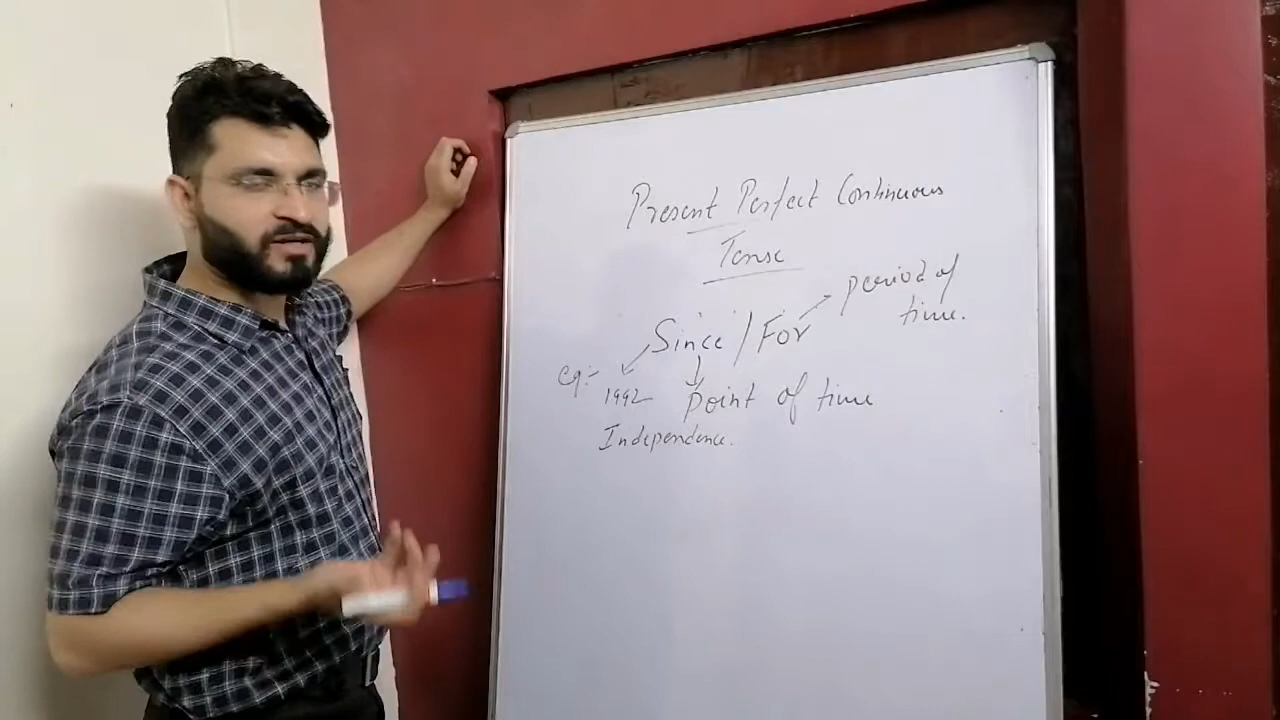 Present Perfect Continuous
Tense
Since / For
period of
time.
eg:-
1992
point of time
Independence.